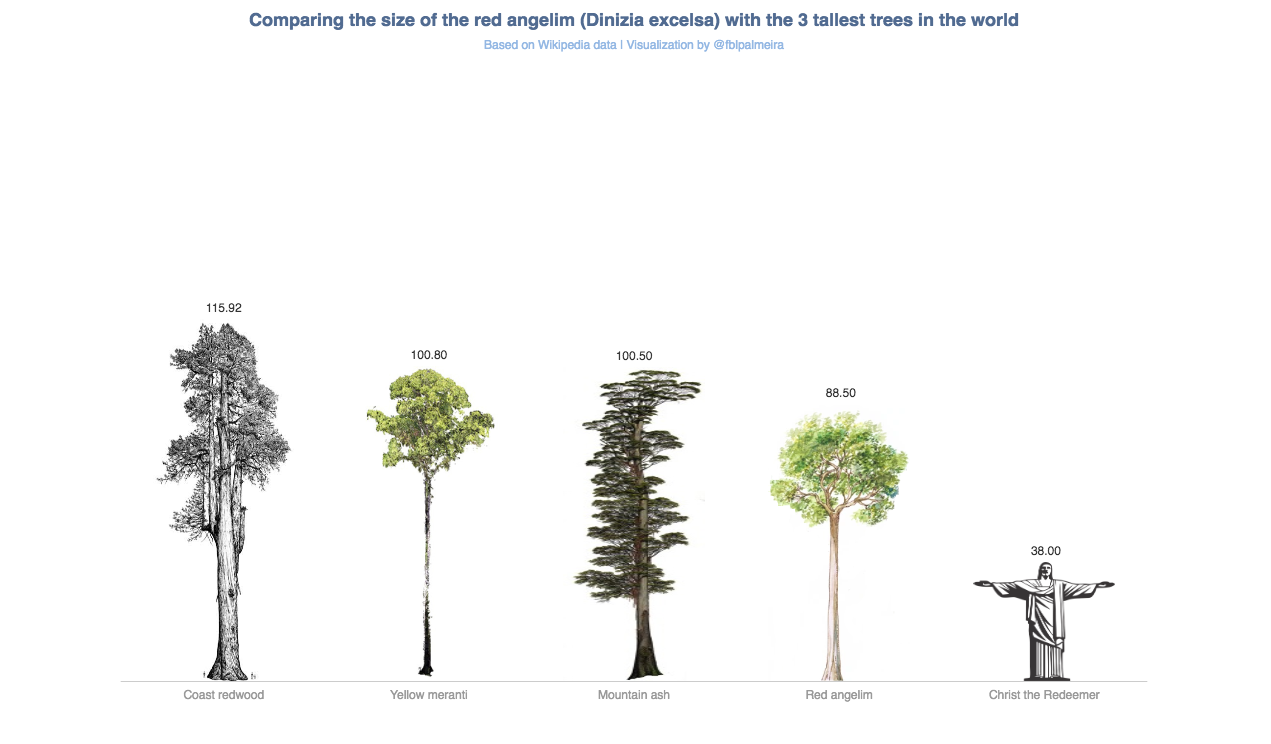 Comparing the size of the red angelim (Dinizia excelsa) with the 3 tallest trees in the world
Based on Wikipedia data | Visualization by @fblpalmeira
115.92
100.80
100.50
88.50
38.00
Coast redwood
Yellow meranti
Mountain ash
Red angelim
Christ the Redeemer